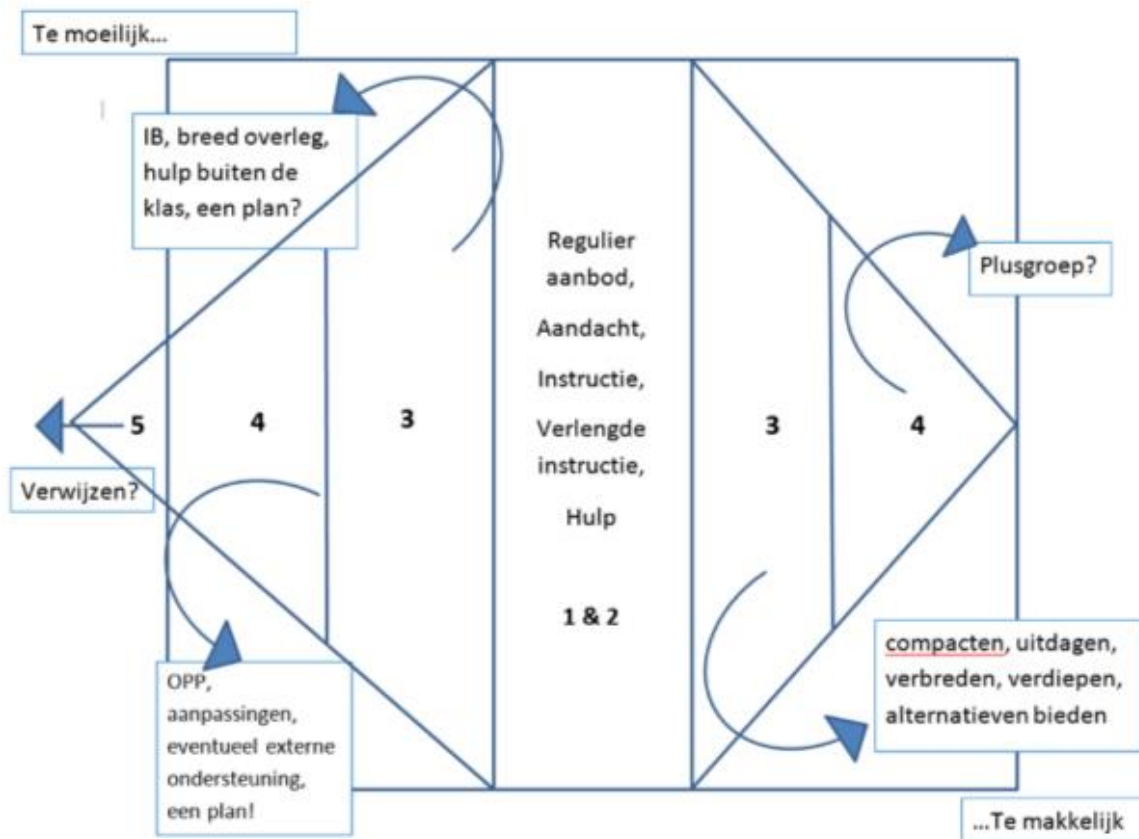 Te moeilijk...
IB, breed overleg,
hulp buiten de
klas, een plan?
Regulier
aanbod,
Aandacht,
Instructie,
Verlengde
instructie,
Hulp
1 & 2
Plusgroep?
5
4
3
3
4
Verwijzen?
OPP,
aanpassingen,
eventueel externe
ondersteuning,
een plan!
compacten, uitdagen,
verbreden, verdiepen,
alternatieven bieden
...Te makkelijk